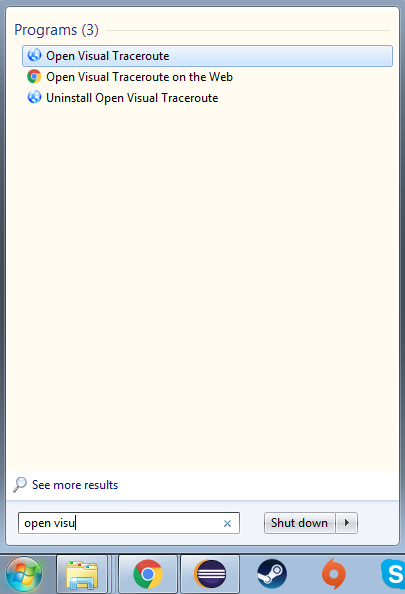 Programs (3)
Open Visual Traceroute
Open Visual Traceroute on the Web
Uninstall Open Visual Traceroute
See more results
open visu
Shut down